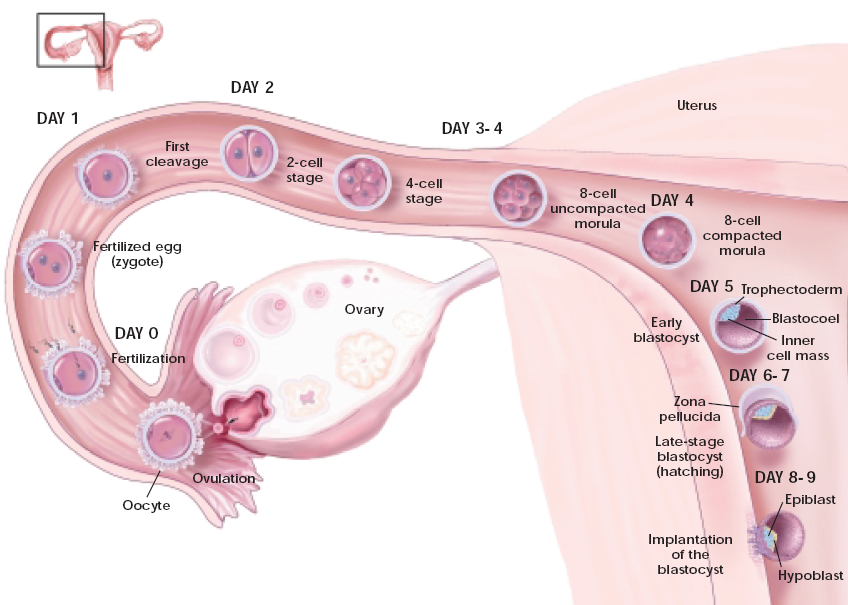 DAY 1
DAY 2
DAY 3- 4
Uterus
First
cleavage
2-cell
stage
4-cell
stage
8-cell
uncompacted
morula
DAY 4
8-cell
compacted
morula
Fertilized egg
(zygote)
DAY 0
Fertilization
Ovary
DAY 5
Trophectoderm
Early
blastocyst
Blastocoel
Inner
cell mass
DAY 6- 7
Zona
pellucida
Late-stage
blastocyst
(hatching)
Ovulation
Oocyte
DAY 8- 9
Epiblast
Implantation
of the
blastocyst
Hypoblast